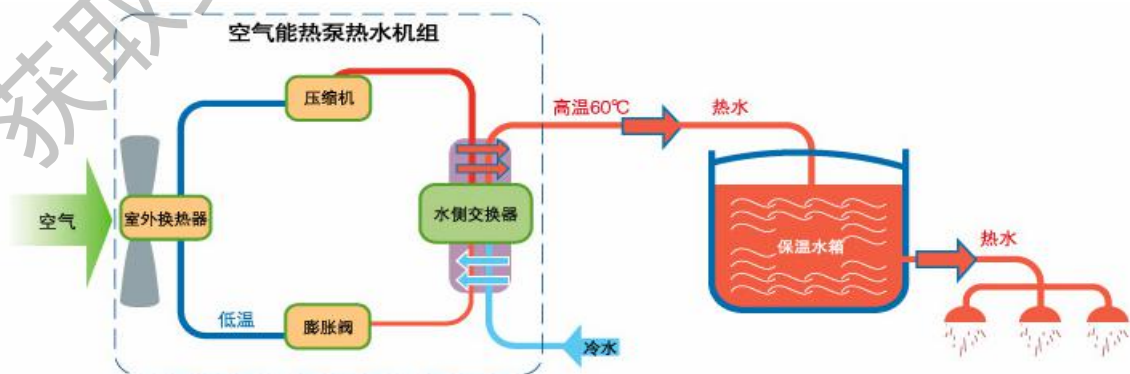 空气能热泵热水机组
压缩机
高温60℃
热水
空气
室外换热器
水侧交换器
保温水箱
热水
低温
膨胀阀
冷水
获取